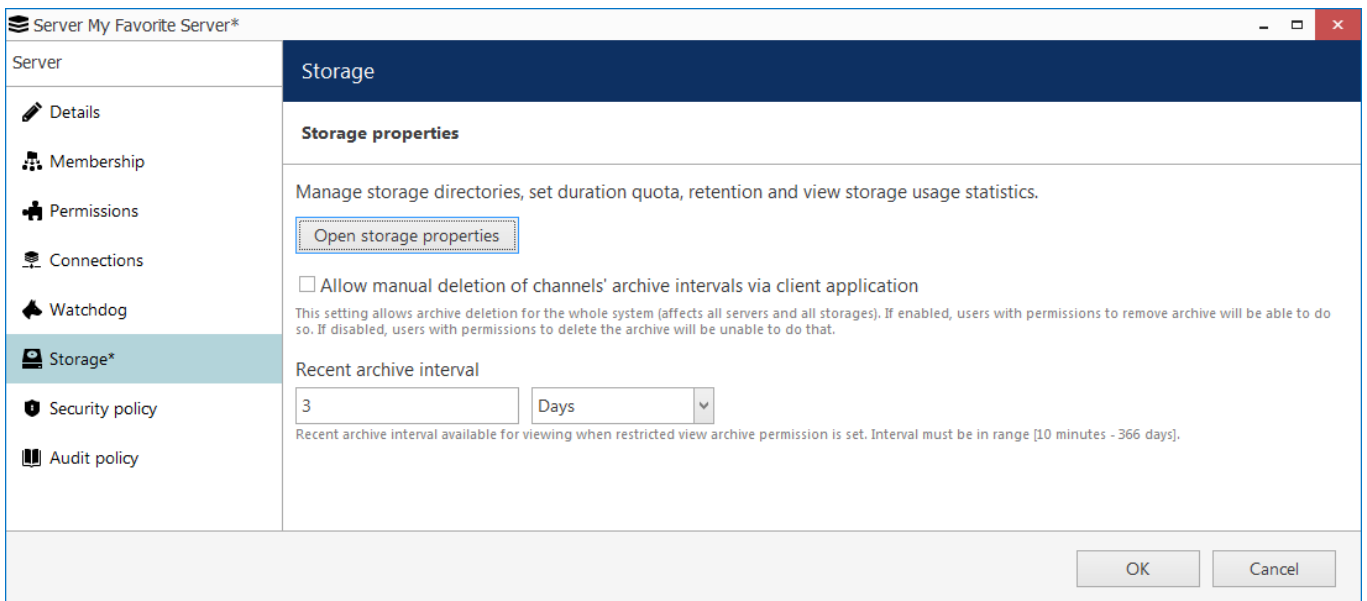 Server My Favorite Server*
Server
Details
Membership
Permissions
Connections
Watchdog
Storage*
Security policy
Audit policy
Storage
Storage properties
Manage storage directories, set duration quota, retention and view storage usage statistics.
Open storage properties
Allow manual deletion of channels' archive intervals via client application
This setting allows archive deletion for the whole system (affects all servers and all storages). If enabled, users with permissions to remove archive will be able to do
so. If disabled, users with permissions to delete the archive will be unable to do that.
Recent archive interval
3 Days
Recent archive interval available for viewing when restricted view archive permission is set. Interval must be in range [10 minutes - 366 days].
OK Cancel